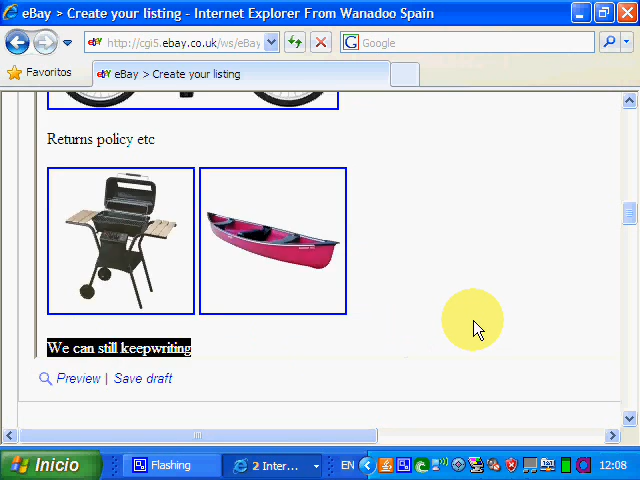 eBay > Create your listing - Internet Explorer From Wanadoo Spain
http://cgi5.ebay.co.uk/ws/eBay
Google
Favoritos
eBay > Create your listing
Returns policy etc
We can still keepwriting
Preview | Save draft
Inicio
Flashing
2 Inter...
EN
12:08